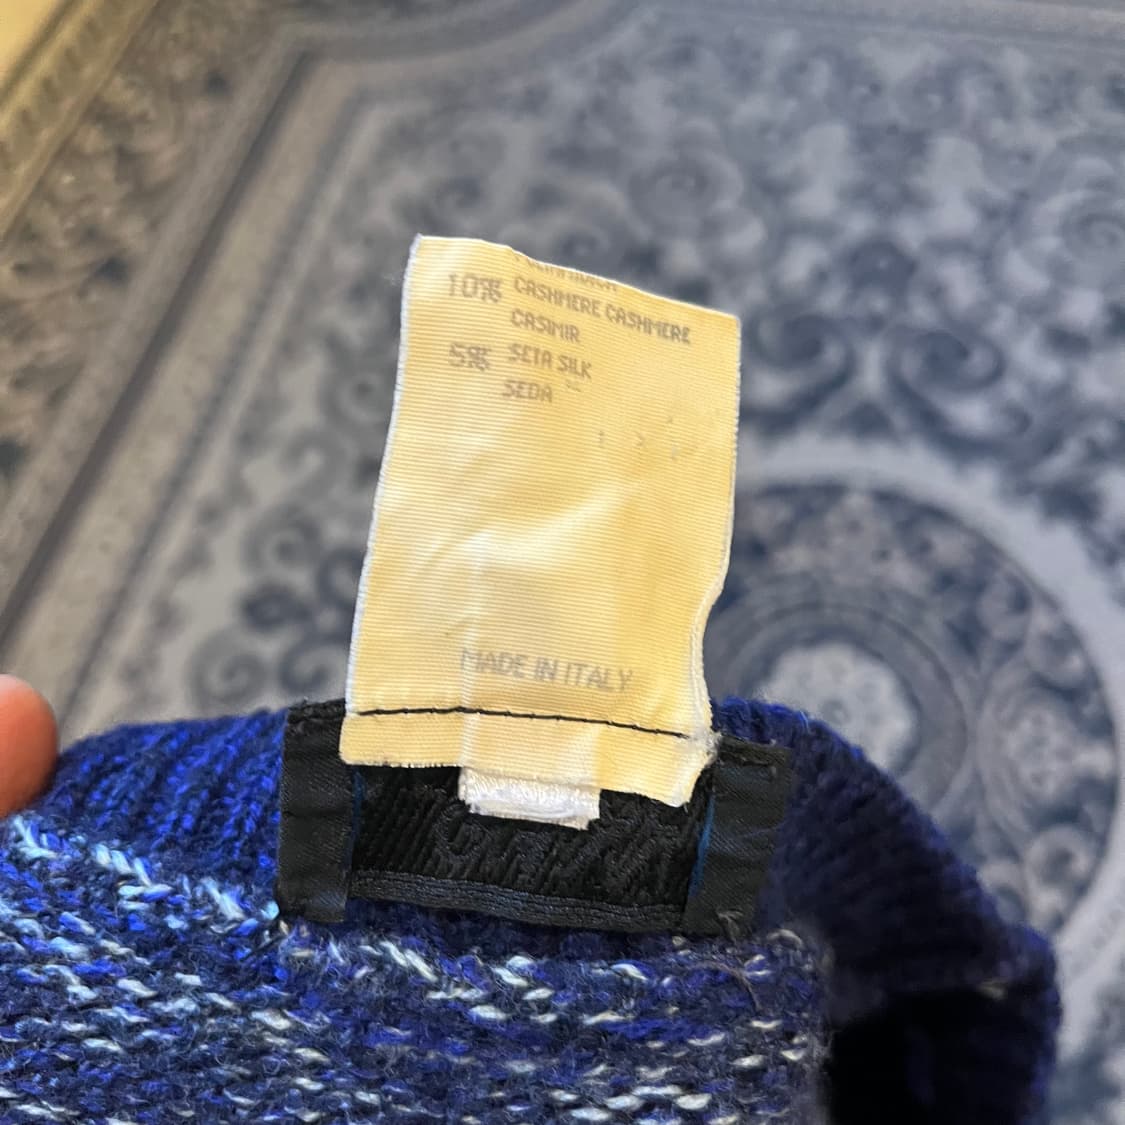 10% CASHMERE CASHMERE
CASIMIR
5% SETA SILK
SEDA
MADE IN ITALY